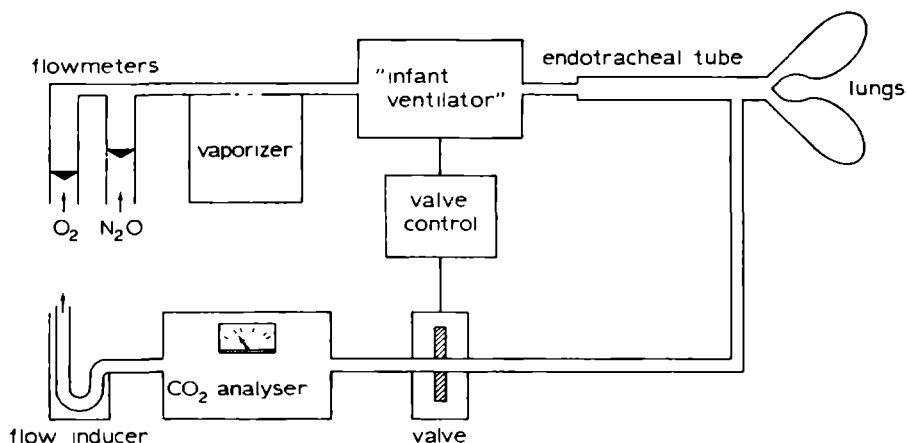 flowmeters
"infant
ventilator"
endotracheal tube
lungs
vaporizer
valve
control
O₂ N₂O
CO₂ analyser
flow inducer
valve